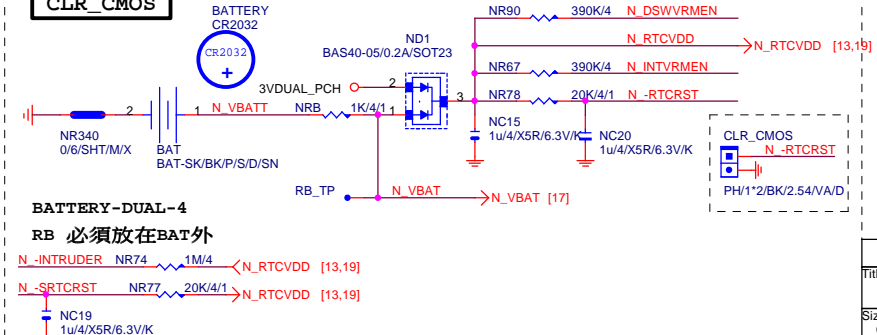 CLR_CMOS
BATTERY
CR2032
CR2032
+
NR90 390K/4 N_DSWVRMEN
ND1
BAS40-05/0.2A/SOT23
N_RTCVDD
N_RTCVDD [13,19]
3VDUAL_PCH
2
NR67 390K/4 N_INTVRMEN
3
NR78 20K/4/1 N_-RTCRST
2
1
N_VBATT
NRB
1K/4/1
1
NR340
0/6/SHT/M/X
BAT
BAT-SK/BK/P/S/D/SN
NC15
1u/4/X5R/6.3V/K
NC20
1u/4/X5R/6.3V/K
CLR_CMOS
N_-RTCRST
PH/1*2/BK/2.54/VA/D
RB_TP
N_VBAT
N_VBAT [17]
BATTERY-DUAL-4
RB 必須放在BAT外
N_-INTRUDER NR74 1M/4 N_RTCVDD [13,19]
N_-SRTCRST NR77 20K/4/1 N_RTCVDD [13,19]
NC19
1u/4/X5R/6.3V/K